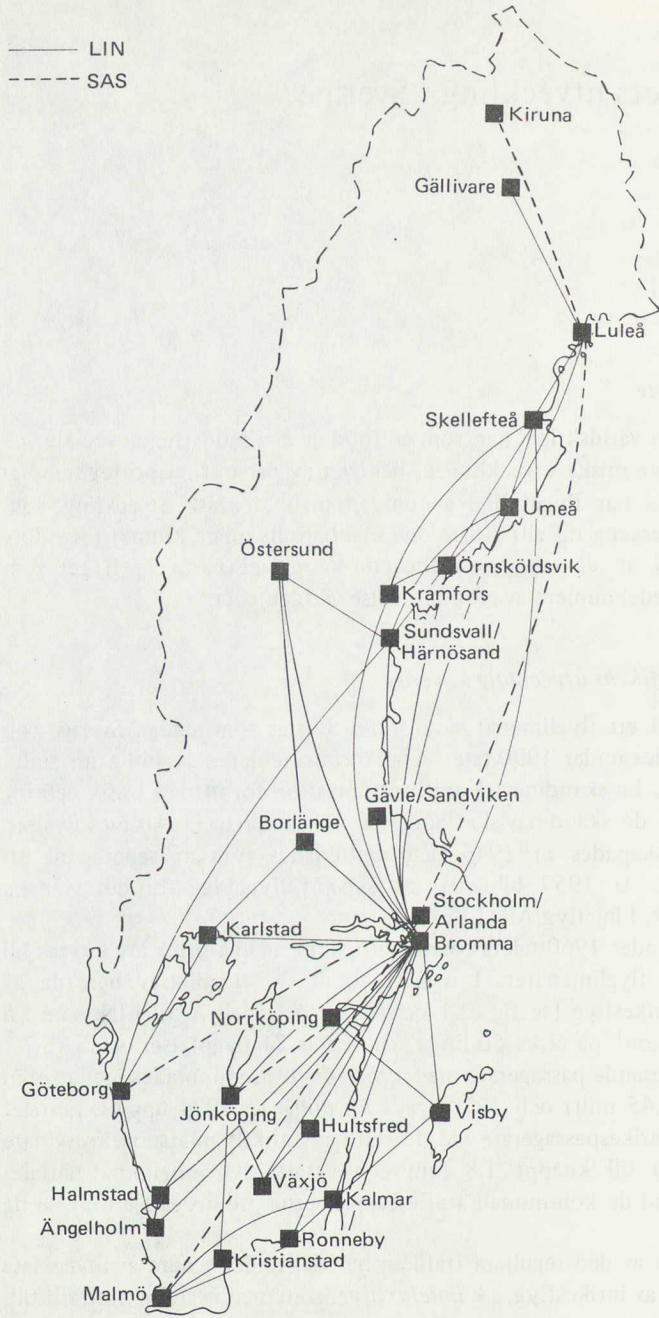 LIN
SAS
Kiruna
Gällivare
Luleå
Skellefteå
Umeå
Östersund
Örnsköldsvik
Kramfors
Sundsvall/
Härnösand
Gävle/Sandviken
Borlänge
Stockholm/
Arlanda
Bromma
Karlstad
Norrköping
Göteborg
Jönköping
Hultsfred
Visby
Växjö
Halmstad
Kalmar
Ängelholm
Ronneby
Kristianstad
Malmö